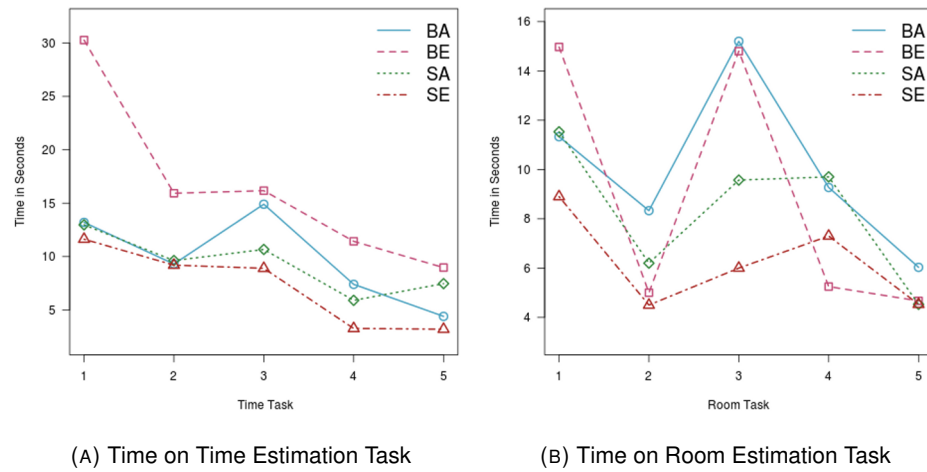 BA
BE
SA
SE
30
25
20
15
10
5
Time in Seconds
1 2 3 4 5
Time Task
(A) Time on Time Estimation Task
BA
BE
SA
SE
16
14
12
10
8
6
4
Time in Seconds
1 2 3 4 5
Room Task
(B) Time on Room Estimation Task